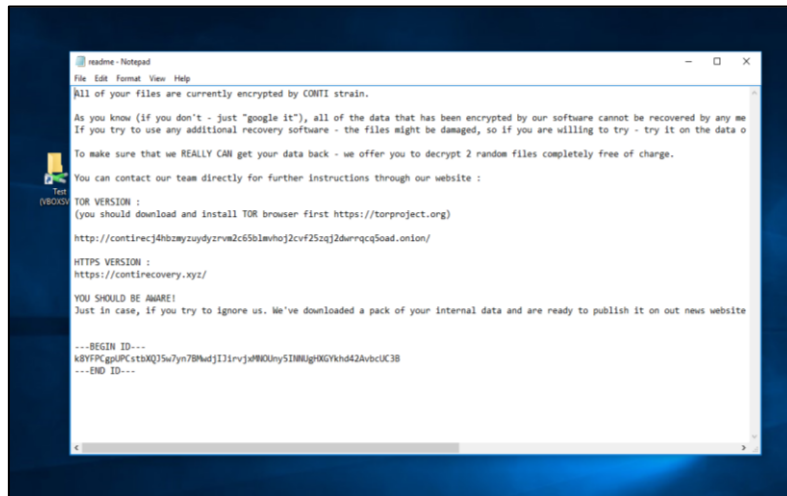 readme - Notepad
File Edit Format View Help
All of your files are currently encrypted by CONTI strain.
As you know (if you don't - just "google it"), all of the data that has been encrypted by our software cannot be recovered by any me
If you try to use any additional recovery software - the files might be damaged, so if you are willing to try - try it on the data o
To make sure that we REALLY CAN get your data back - we offer you to decrypt 2 random files completely free of charge.
You can contact our team directly for further instructions through our website :
TOR VERSION :
(you should download and install TOR browser first https://torproject.org)
http://contirecj4hbzmyzuydyzrvm2c65blmvhoj2cvf25zqj2dwrrqcq5oad.onion/
HTTPS VERSION :
https://contirecovery.xyz/
YOU SHOULD BE AWARE!
Just in case, if you try to ignore us. We've downloaded a pack of your internal data and are ready to publish it on out news website
---BEGIN ID---
---END ID---
Test
(VBOXSV